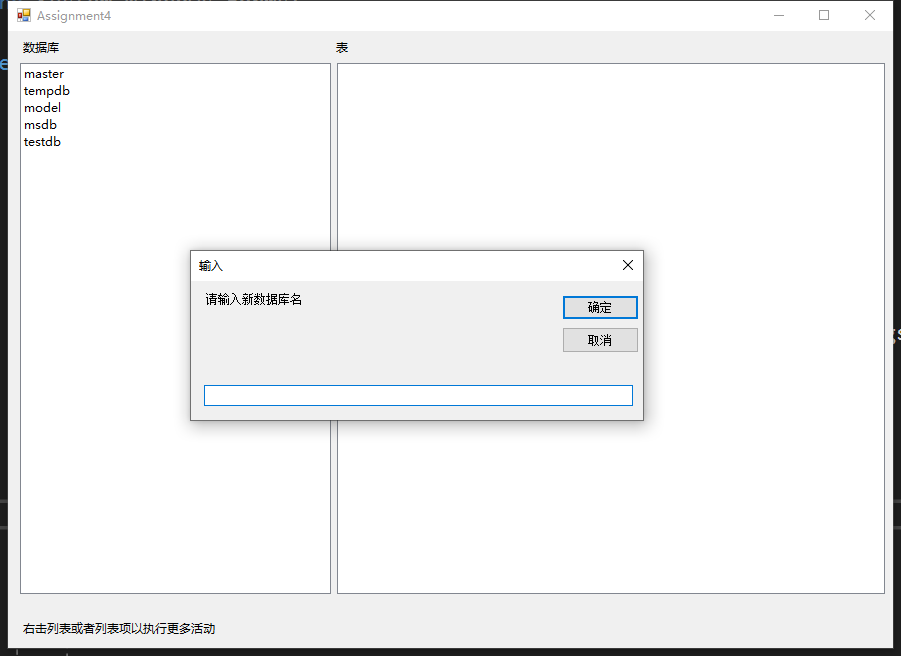 Assignment4
数据库
表
master
tempdb
model
msdb
testdb
输入
请输入新数据库名
确定
取消
右击列表或者列表项以执行更多活动